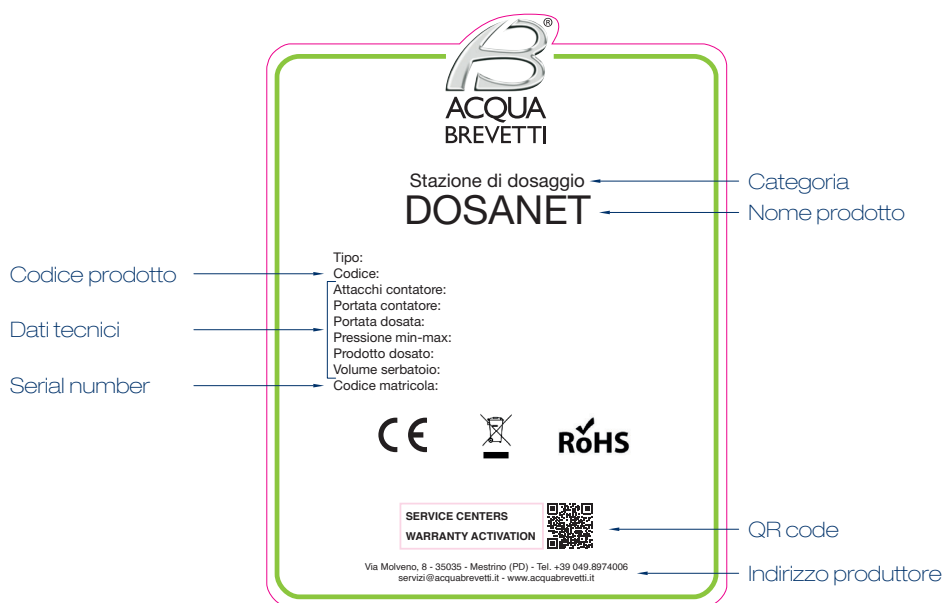 ®
ACQUA
BREVETTI
Stazione di dosaggio
Categoria
DOSANET
Nome prodotto
Tipo:
Codice prodotto
Codice:
Dati tecnici
Attacchi contatore:
Portata contatore:
Portata dosata:
Pressione min-max:
Prodotto dosato:
Volume serbatoio:
Serial number
Codice matricola:
CE
RoHS
SERVICE CENTERS
WARRANTY ACTIVATION
QR code
Via Molveno, 8 - 35035 - Mestrino (PD) - Tel. +39 049.8974006
servizi@acquabrevetti.it - www.acquabrevetti.it
Indirizzo produttore